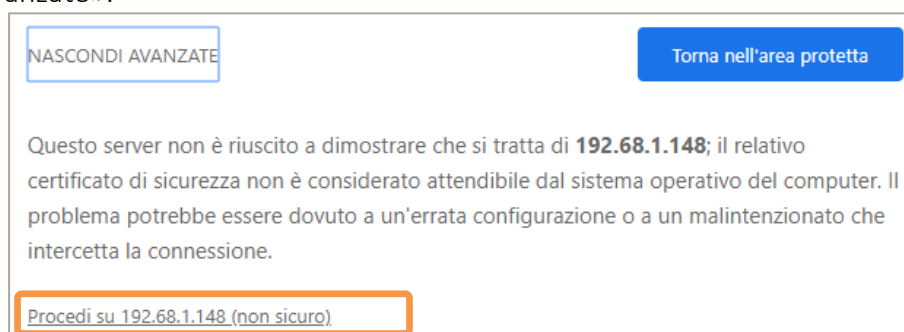 NASCONDI AVANZATE
Torna nell'area protetta
Questo server non è riuscito a dimostrare che si tratta di 192.68.1.148; il relativo
certificato di sicurezza non è considerato attendibile dal sistema operativo del computer. Il
problema potrebbe essere dovuto a un'errata configurazione o a un malintenzionato che
intercetta la connessione.
Procedi su 192.68.1.148 (non sicuro)